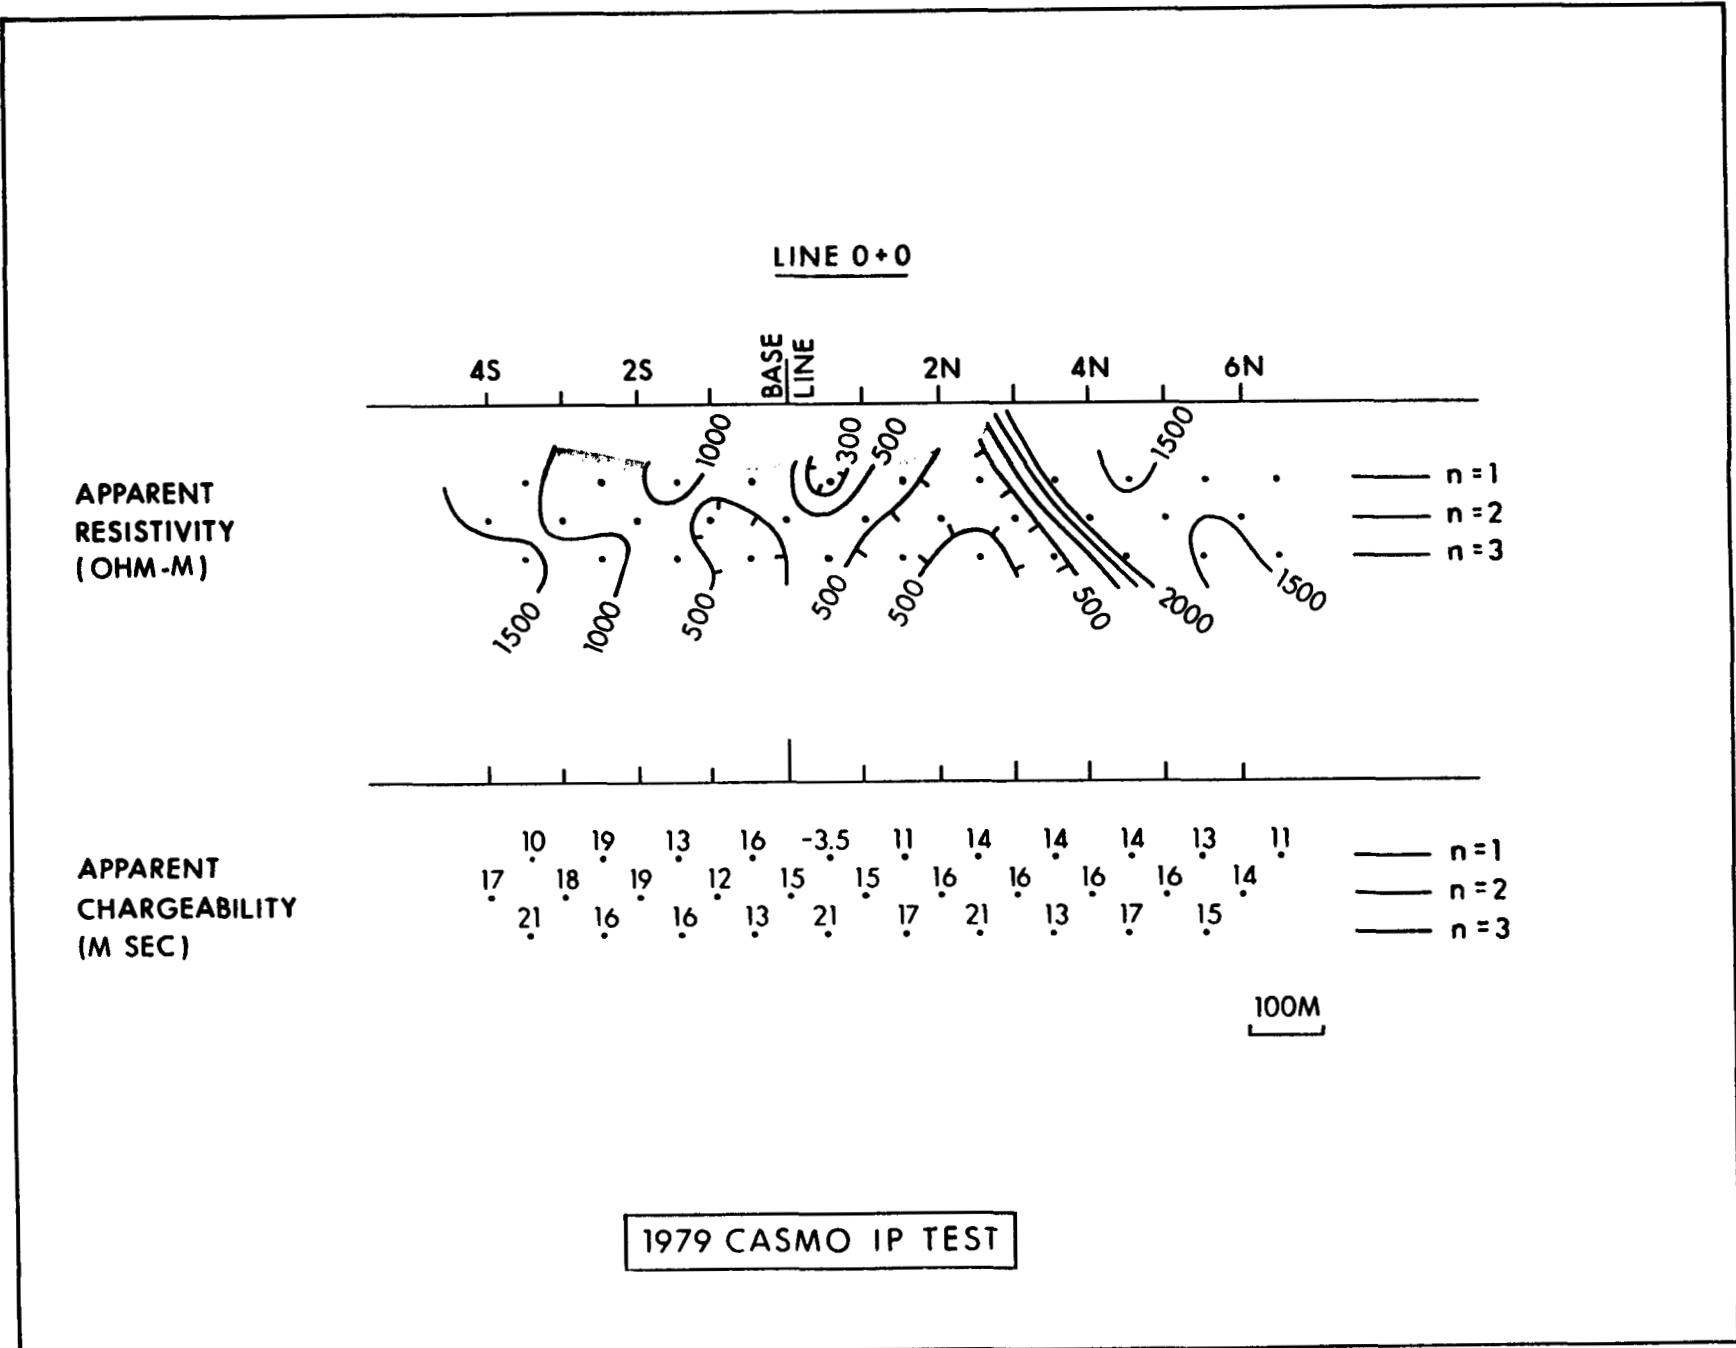 LINE 0+0
4S 2S BASE LINE 2N 4N 6N
1000 300 500 1500
APPARENT
RESISTIVITY
(OHM-M)
n=1
n=2
n=3
1500 1000 500 500 500 500 2000 1500
APPARENT
CHARGEABILITY
(M SEC)
10 19 13 16 -3.5 11 14 14 14 13 11
17 18 19 12 15 15 16 16 16 16 14
21 16 16 13 21 17 21 13 17 15
n=1
n=2
n=3
100M
1979 CASMO IP TEST